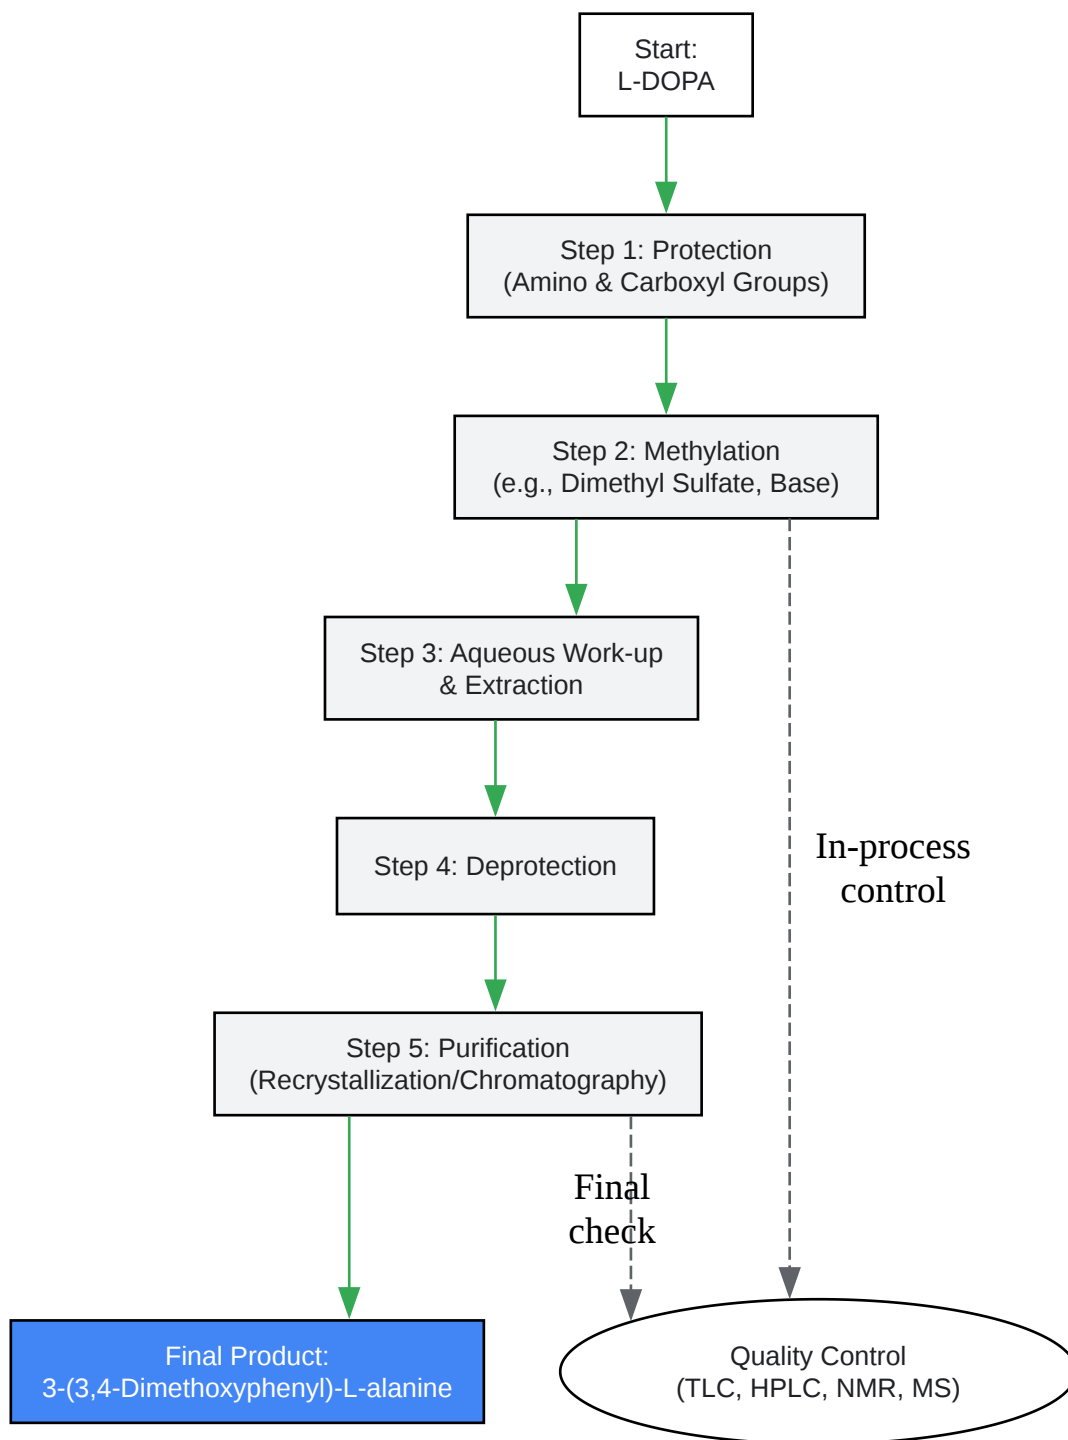 Start:
L-DOPA
Step 1: Protection
(Amino & Carboxyl Groups)
Step 2: Methylation
(e.g., Dimethyl Sulfate, Base)
Step 3: Aqueous Work-up
& Extraction
Step 4: Deprotection
In-process
control
Step 5: Purification
(Recrystallization/Chromatography)
Final
check
Final Product:
3-(3,4-Dimethoxyphenyl)-L-alanine
Quality Control
(TLC, HPLC, NMR, MS)